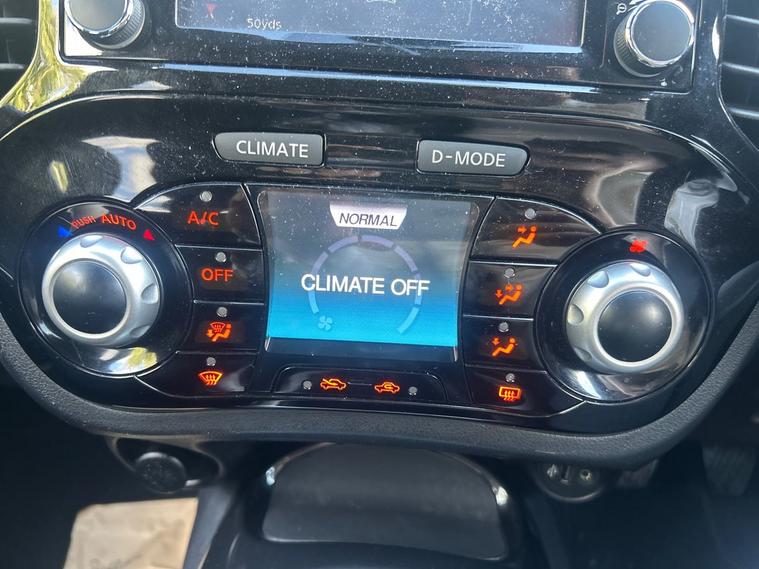 50yds
CLIMATE
D-MODE
PUSH AUTO
A/C
NORMAL
OFF
CLIMATE OFF